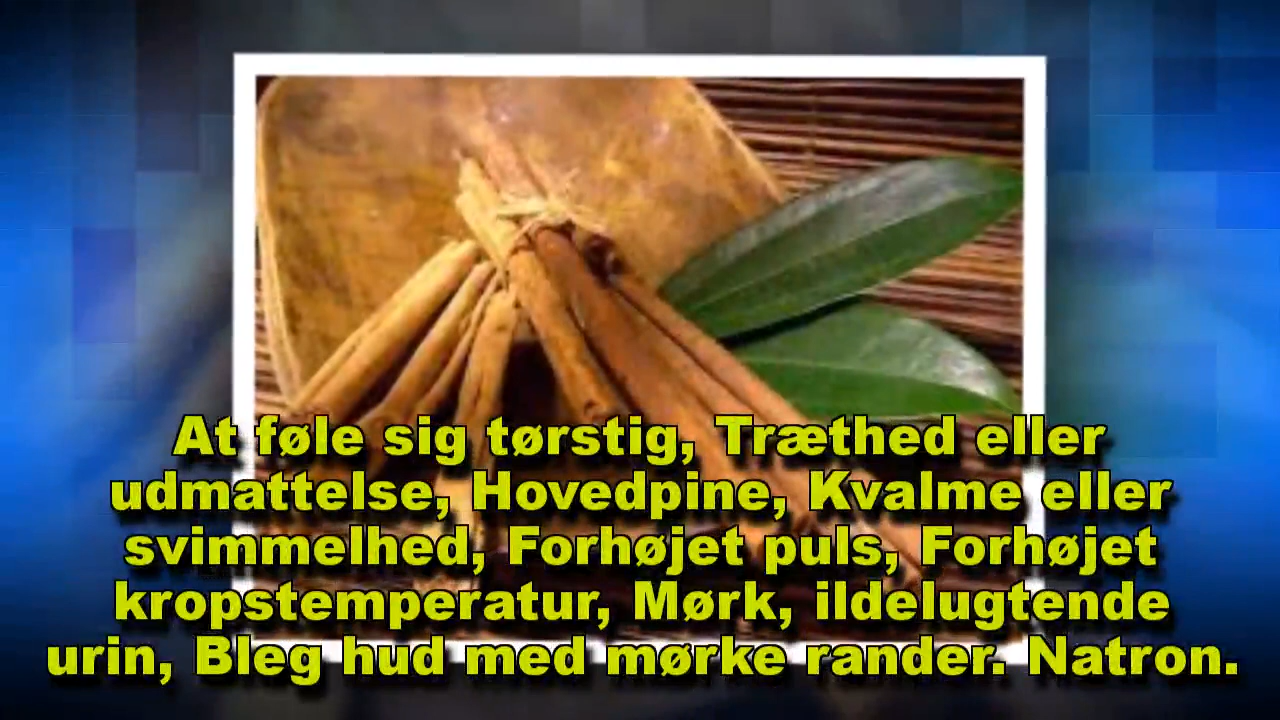 At føle sig tørstig, Træthed eller
udmattelse, Hovedpine, Kvalme eller
svimmelhed, Forhøjet puls, Forhøjet
kropstemperatur, Mørk, ildelugtende
urin, Bleg hud med mørke rander. Natron.